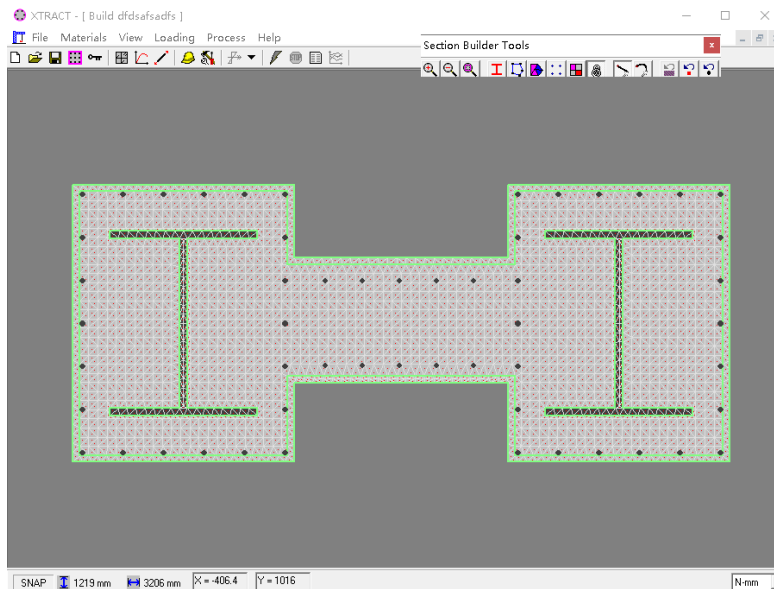 XTRACT - [ Build dfdsafsadfs ]
File Materials View Loading Process Help
Section Builder Tools
x
SNAP 1219 mm 3206 mm X = -406.4 Y = 1016 N-mm